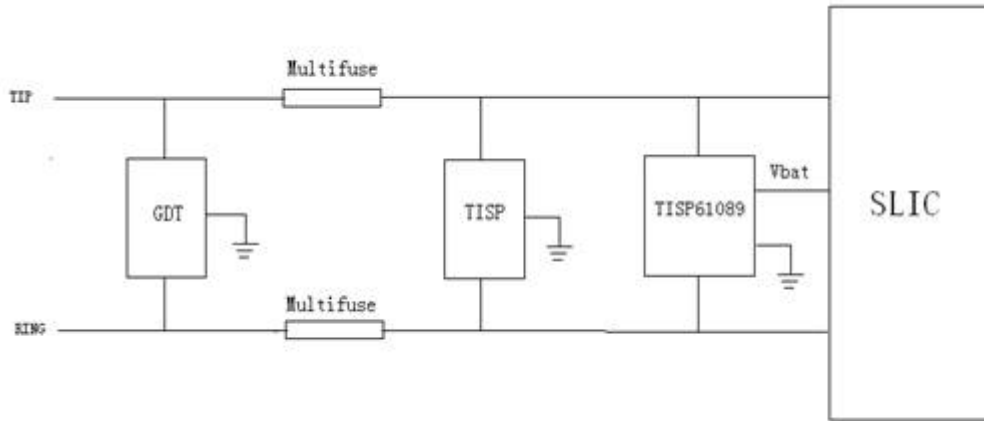 Multifuse
TIP
GDT
TISP
TISP61089
Vbat
SLIC
Multifuse
RING